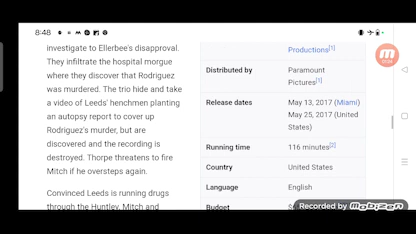 8:48
investigate to Ellerbee's disapproval.
They infiltrate the hospital morgue
where they discover that Rodriguez
was murdered. The trio hide and take
a video of Leeds' henchmen planting
an autopsy report to cover up
Rodriguez's murder, but are
discovered and the recording is
destroyed. Thorpe threatens to fire
Mitch if he oversteps again.
Convinced Leeds is running drugs
through the Huntley, Mitch and
Productions[1]
Distributed by Paramount
Pictures[1]
Release dates May 13, 2017 (Miami)
May 25, 2017 (United
States)
Running time 116 minutes[2]
Country United States
Language English
Budget
Recorded by mobizen